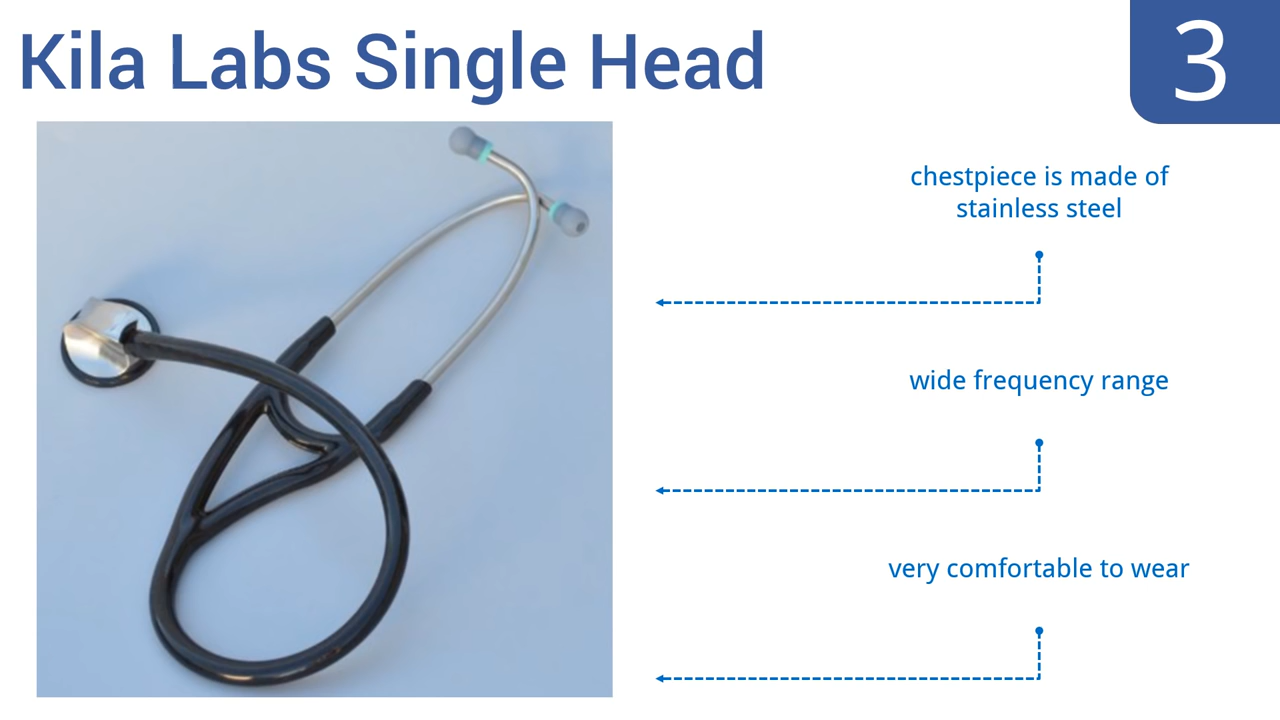 Kila Labs Single Head
3
chestpiece is made of
stainless steel
wide frequency range
very comfortable to wear